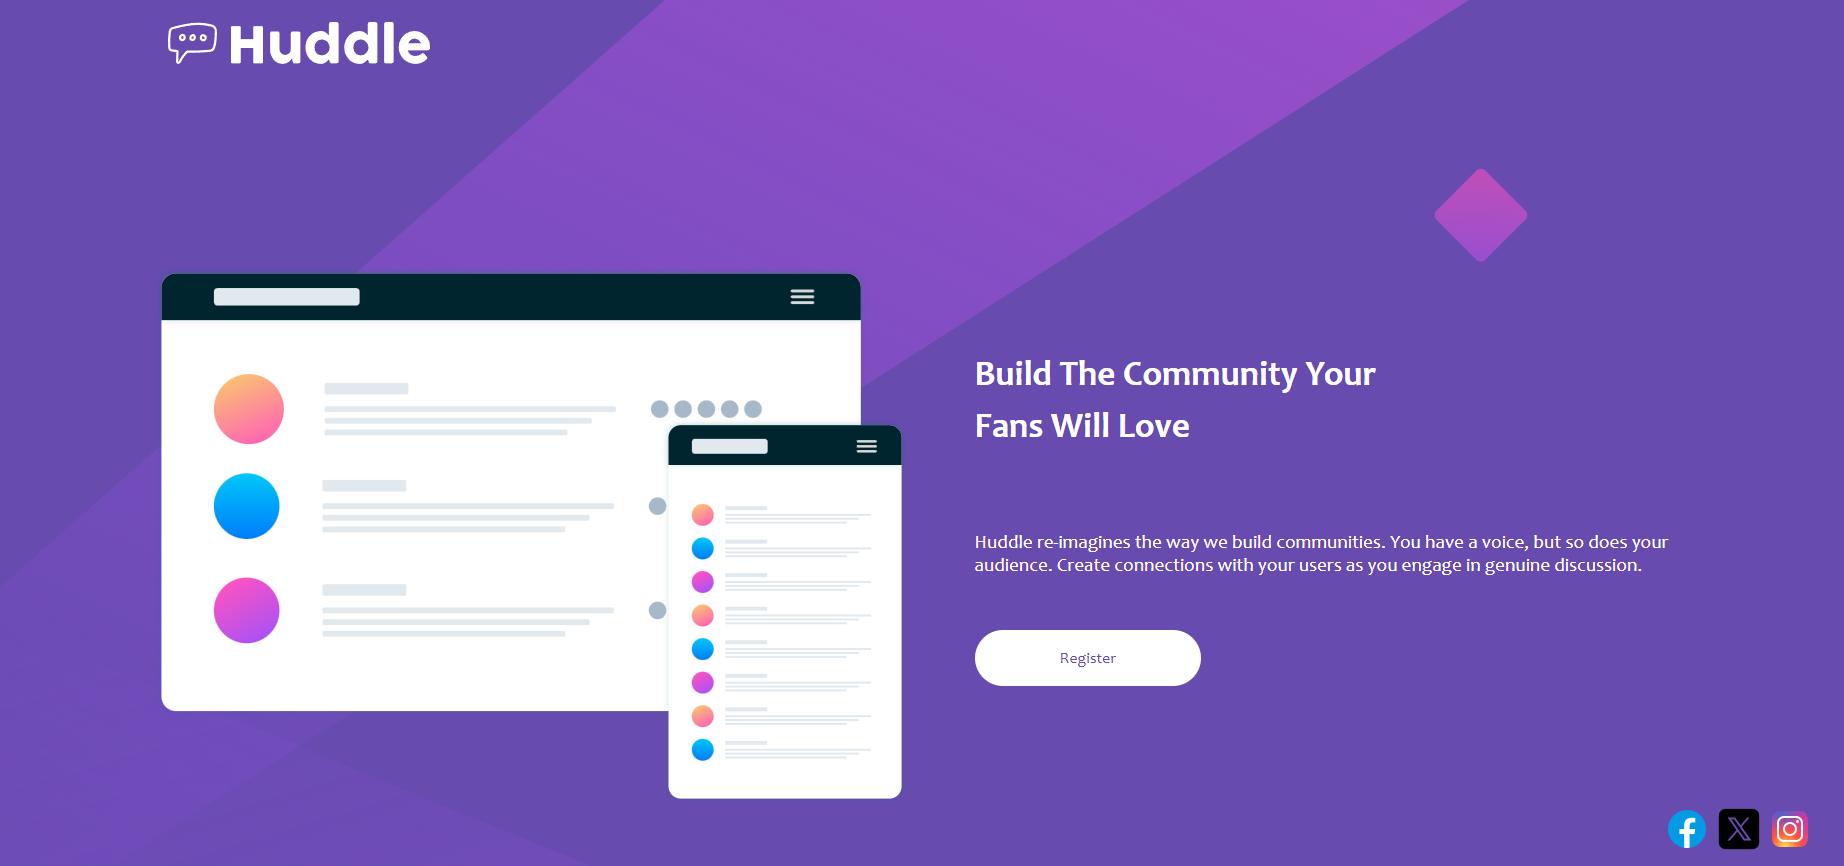 Huddle
Build The Community Your
Fans Will Love
Huddle re-imagines the way we build communities. You have a voice, but so does your
audience. Create connections with your users as you engage in genuine discussion.
Register